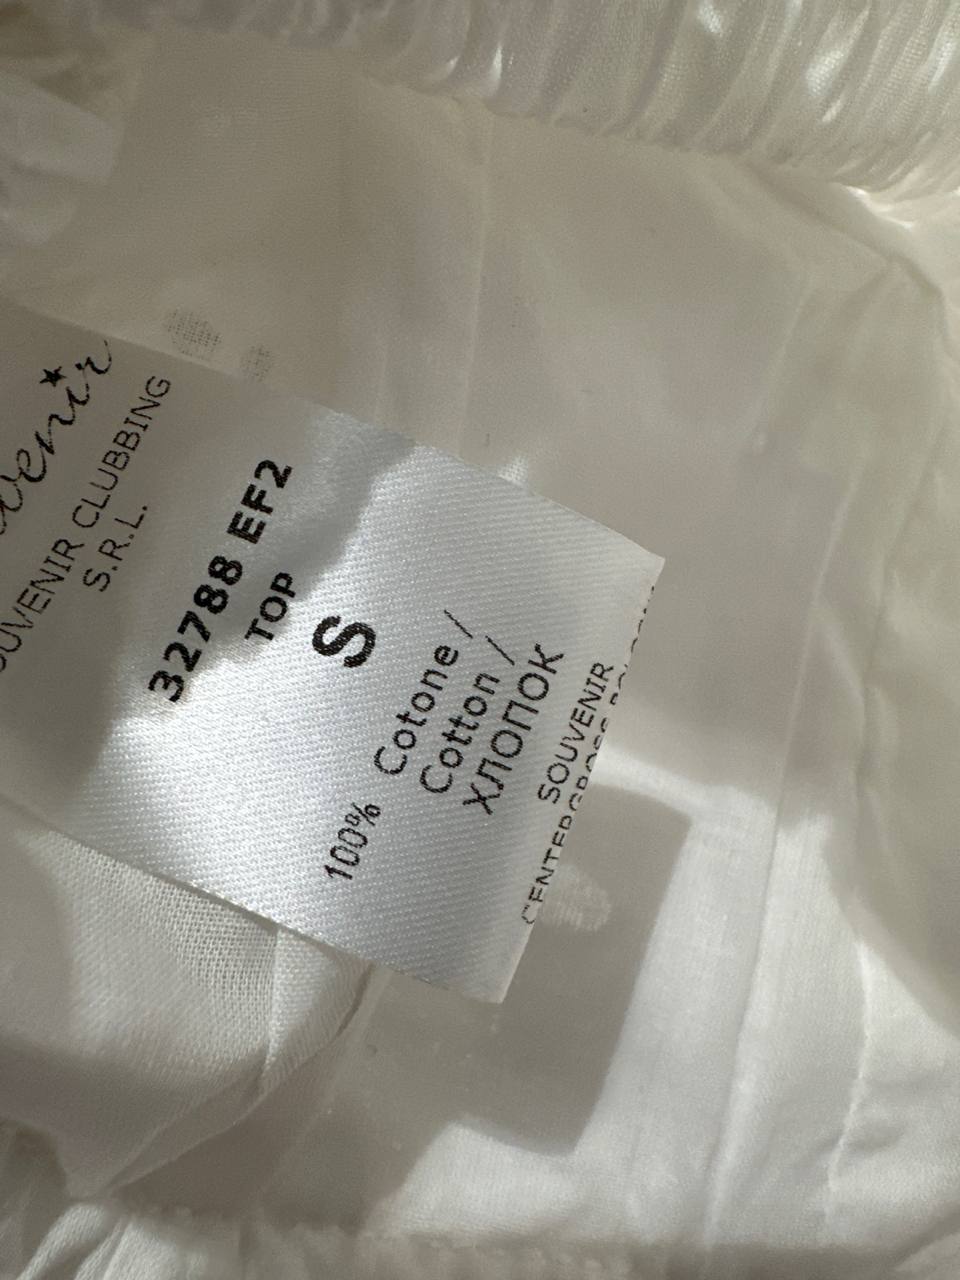 SOUVENIR CLUBBING
S.R.L.
32788 EF2
TOP
S
100% Cotone /
Cotton /
ХЛОПОК
SOUVENIR